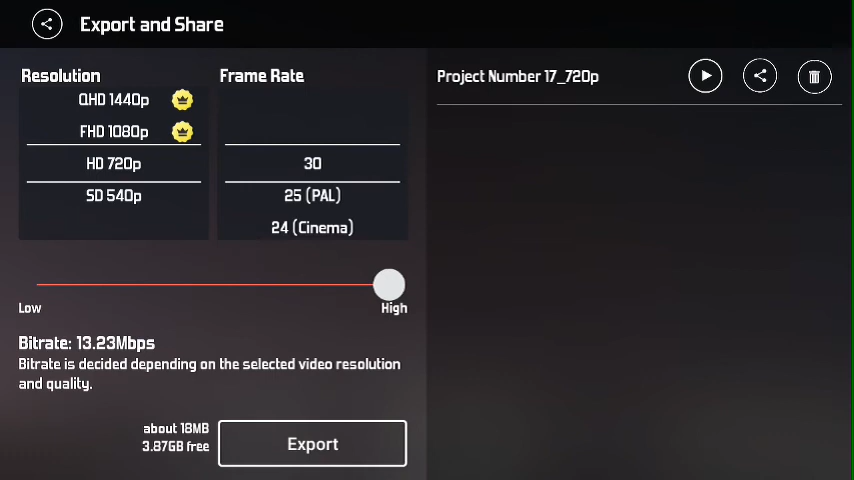 Export and Share
Resolution
QHD 1440p
FHD 1080p
HD 720p
SD 540p
Frame Rate
30
25 (PAL)
24 (Cinema)
Low
High
Bitrate: 13.23Mbps
Bitrate is decided depending on the selected video resolution
and quality.
about 18MB
3.87GB free
Export
Project Number 17_720p